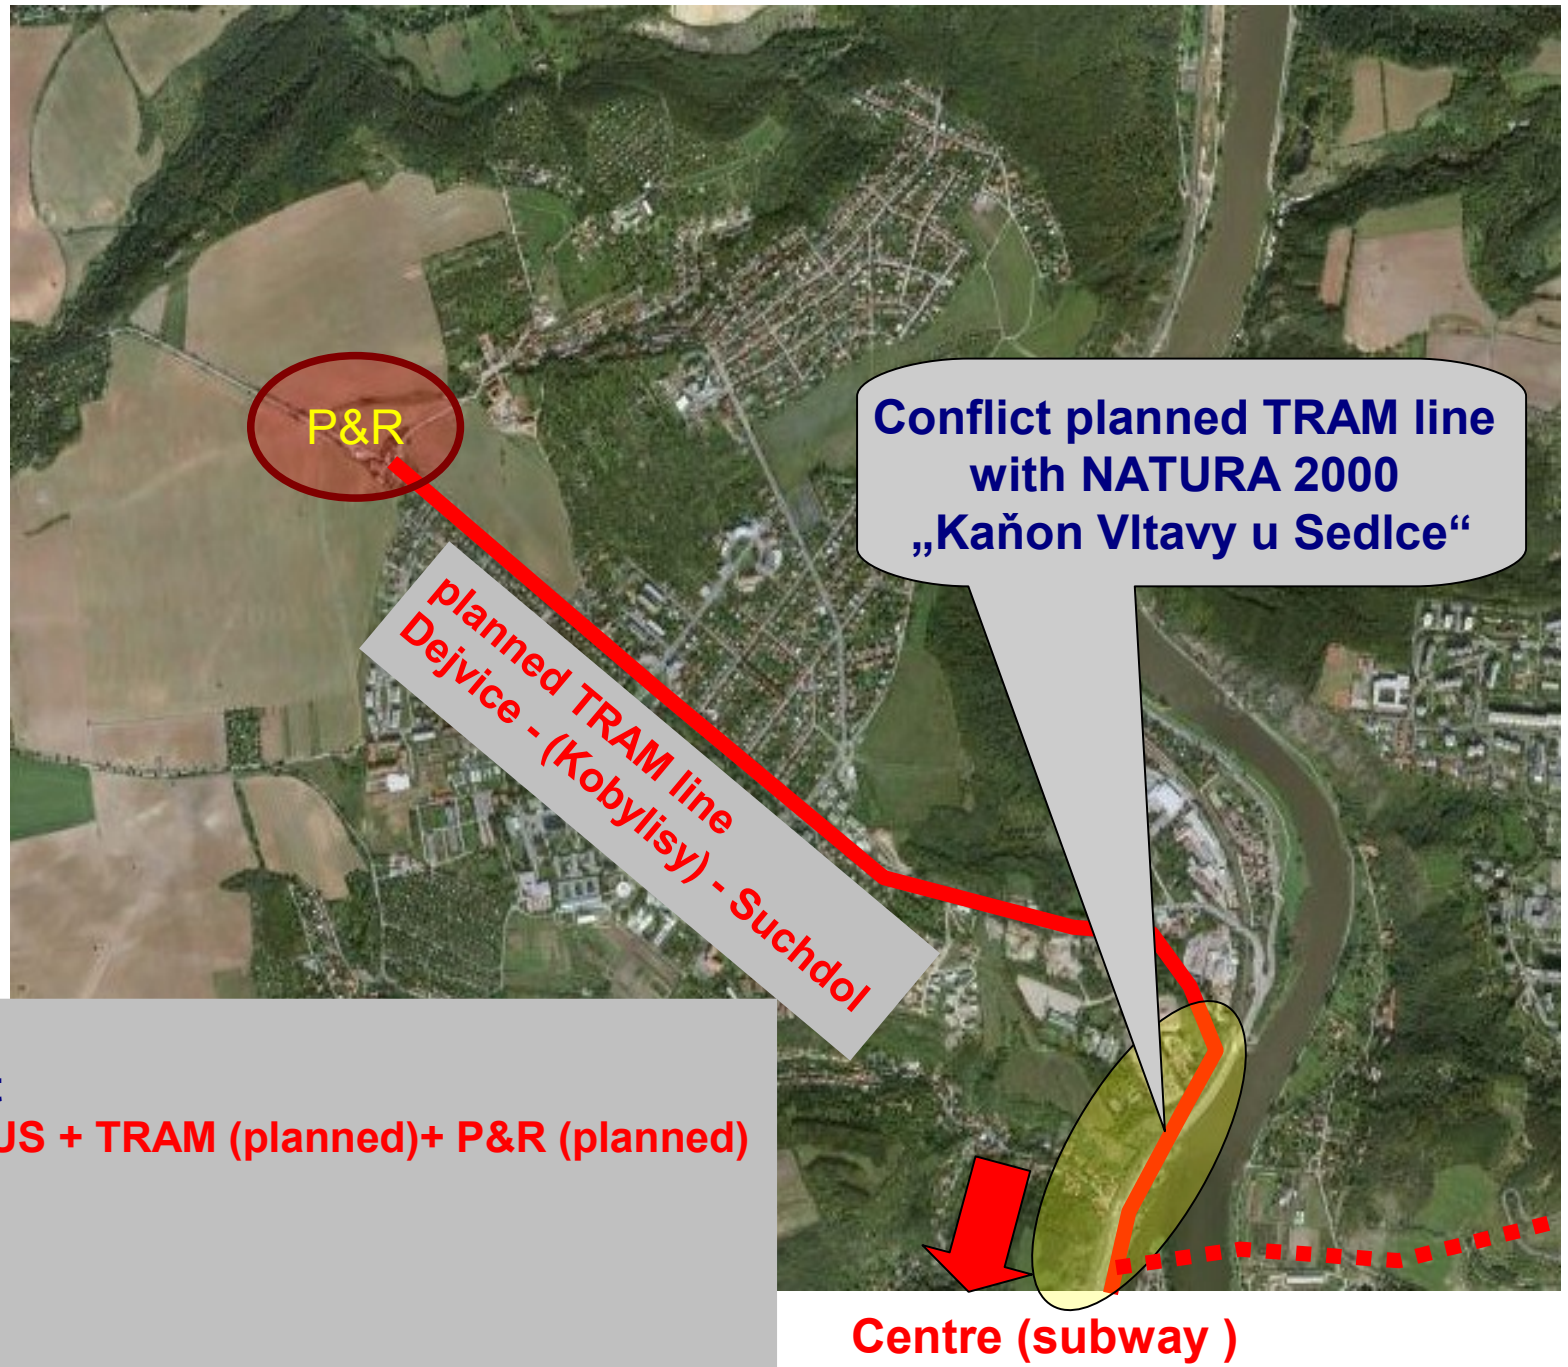 P&R
Conflict planned TRAM line
with NATURA 2000
„Kaňon Vltavy u Sedlce“
planned TRAM line
Dejvice - (Kobylisy) - Suchdol
US + TRAM (planned)+ P&R (planned)
Centre (subway )